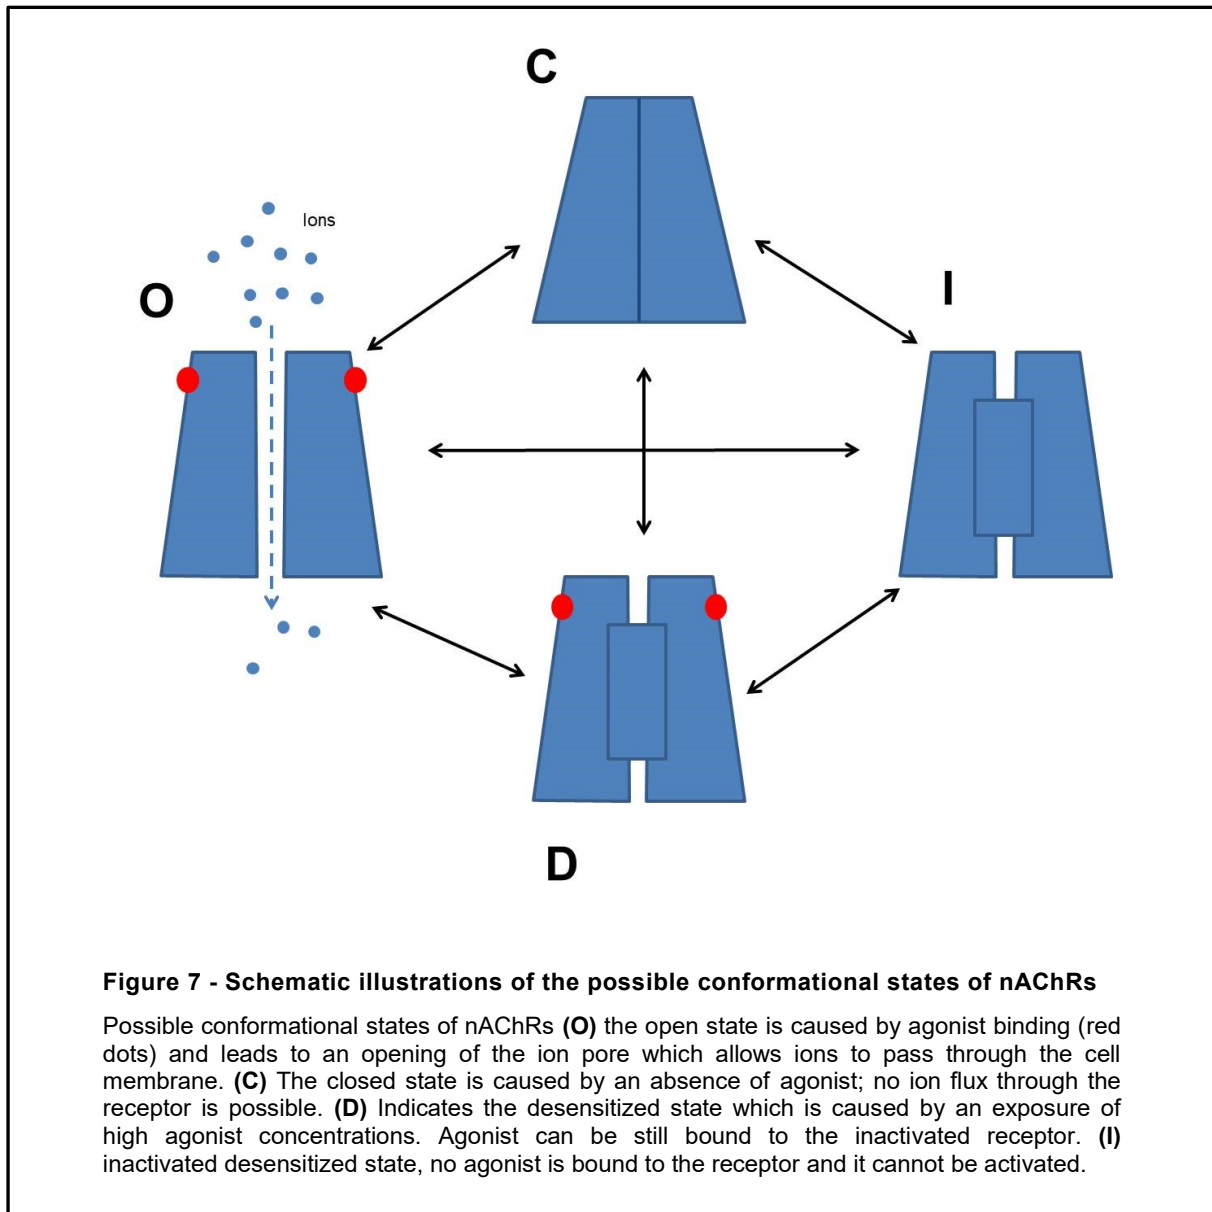 C
Ions
O
I
D
Figure 7 - Schematic illustrations of the possible conformational states of nAChRs
Possible conformational states of nAChRs (O) the open state is caused by agonist binding (red
dots) and leads to an opening of the ion pore which allows ions to pass through the cell
membrane. (C) The closed state is caused by an absence of agonist; no ion flux through the
receptor is possible. (D) Indicates the desensitized state which is caused by an exposure of
high agonist concentrations. Agonist can be still bound to the inactivated receptor. (I)
inactivated desensitized state, no agonist is bound to the receptor and it cannot be activated.